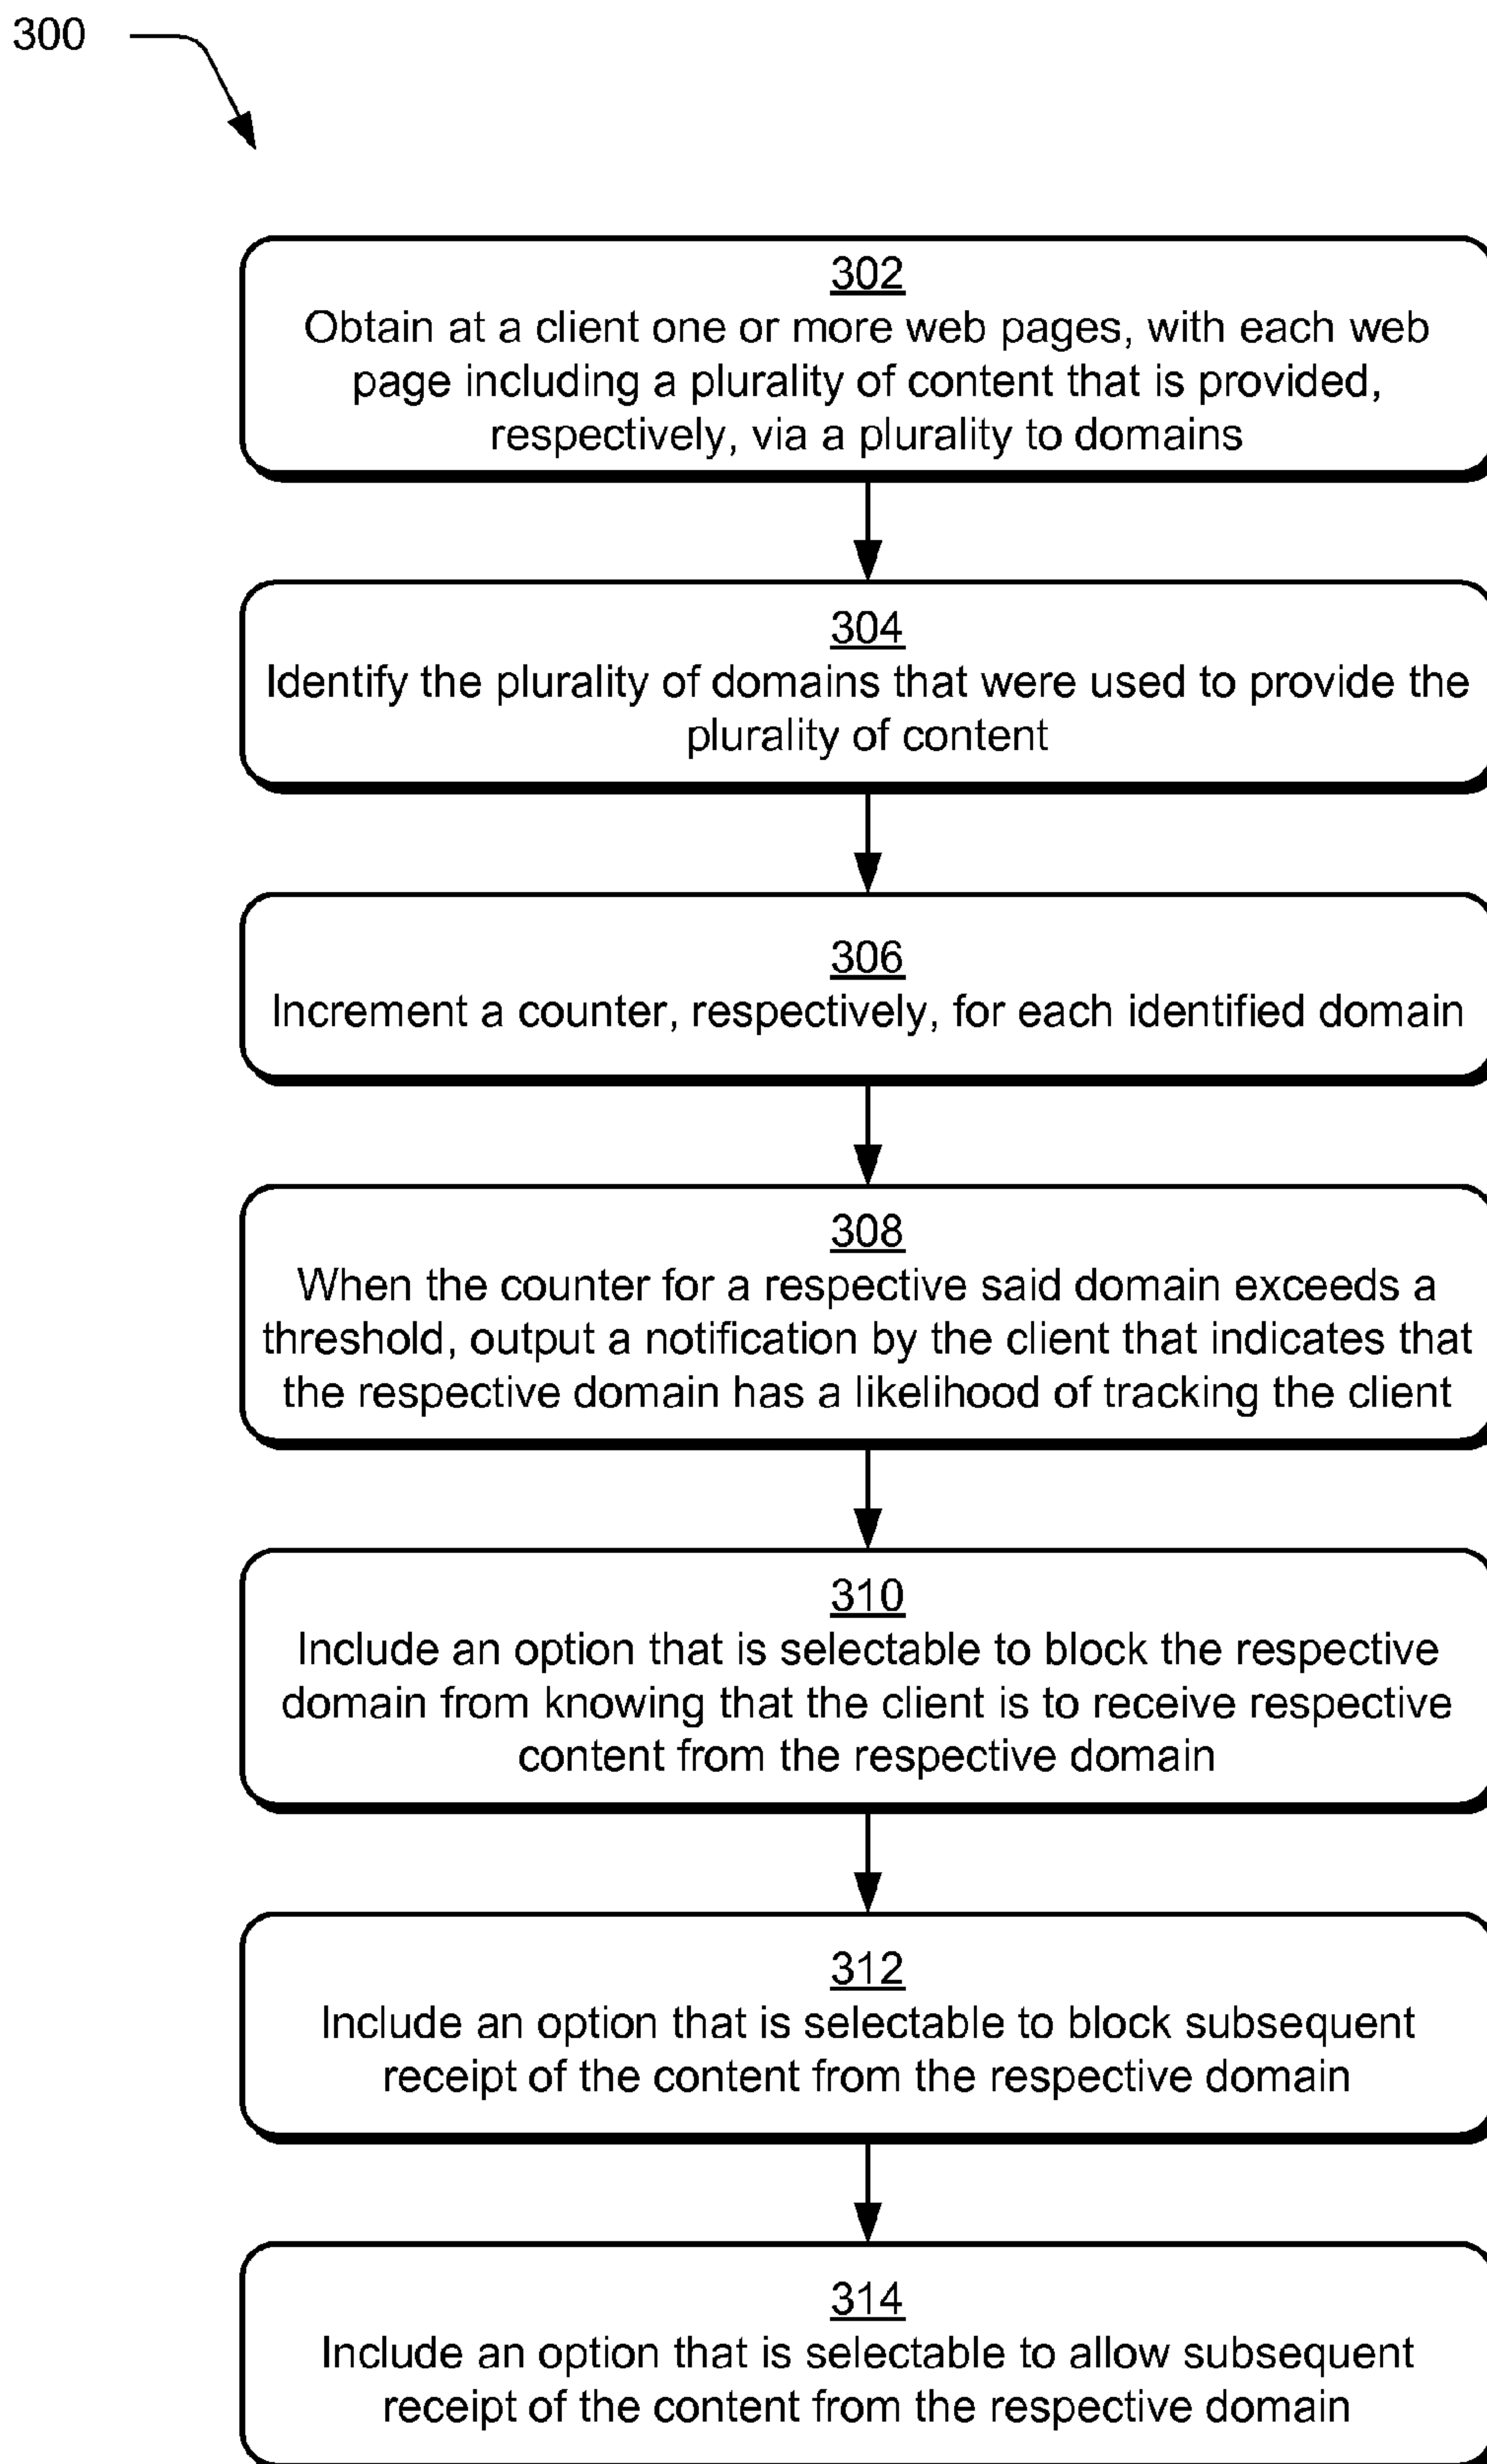 300
302
Obtain at a client one or more web pages, with each web
page including a plurality of content that is provided,
respectively, via a plurality to domains
304
Identify the plurality of domains that were used to provide the
plurality of content
306
Increment a counter, respectively, for each identified domain
308
When the counter for a respective said domain exceeds a
threshold, output a notification by the client that indicates that
the respective domain has a likelihood of tracking the client
310
Include an option that is selectable to block the respective
domain from knowing that the client is to receive respective
content from the respective domain
312
Include an option that is selectable to block subsequent
receipt of the content from the respective domain
314
Include an option that is selectable to allow subsequent
receipt of the content from the respective domain